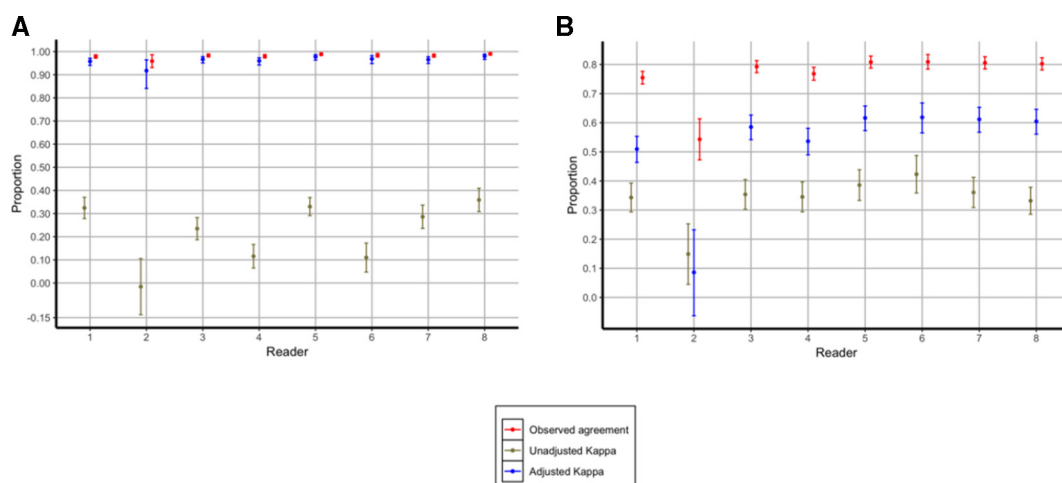 A
B
1.00
0.90
0.80
0.70
0.60
0.50
0.40
0.30
0.20
0.10
0.00
-0.15
Proportion
1 2 3 4 5 6 7 8
Reader
0.8
0.7
0.6
0.5
0.4
0.3
0.2
0.1
0.0
Proportion
1 2 3 4 5 6 7 8
Reader
Observed agreement
Unadjusted Kappa
Adjusted Kappa